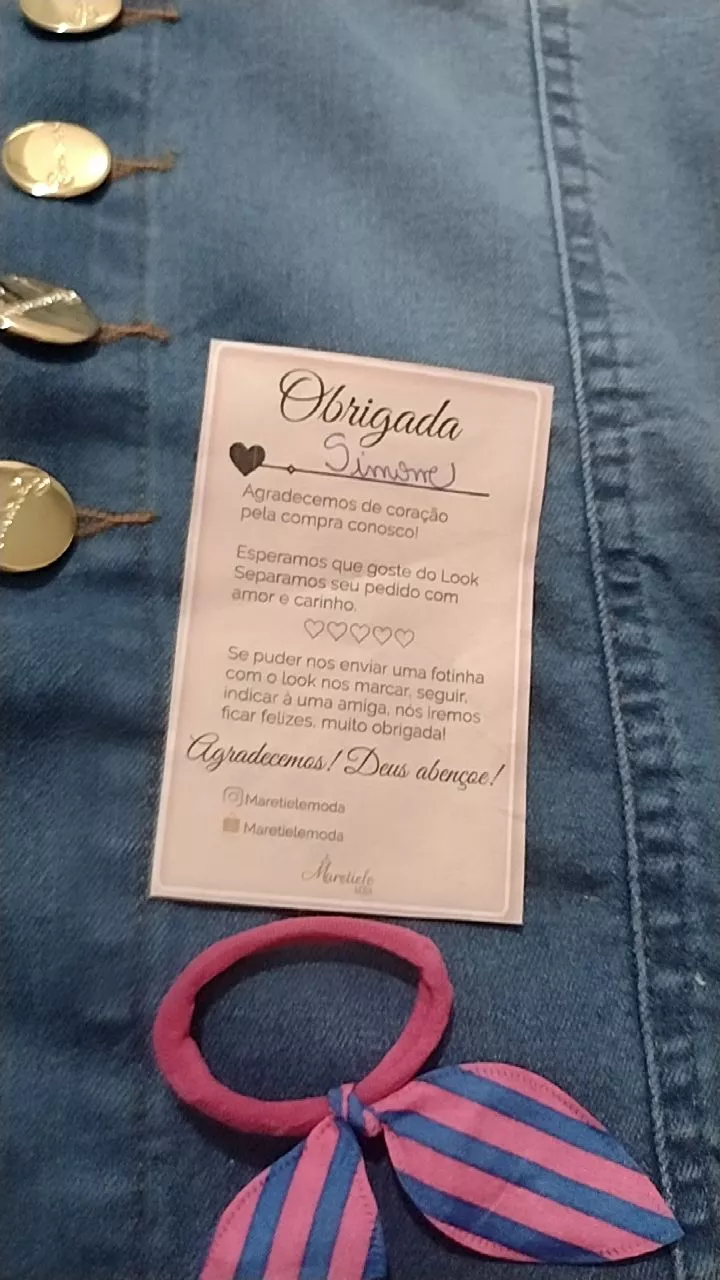 Obrigada
Simone
Agradecemos de coração
pela compra conosco!
Esperamos que goste do Look
Separamos seu pedido com
amor e carinho.
Se puder nos enviar uma fotinha
com o look nos marcar, seguir,
indicar à uma amiga, nós iremos
ficar felizes, muito obrigada!
Agradecemos! Deus abençoe!
Maretielemoda
Maretielemoda
Maretiele